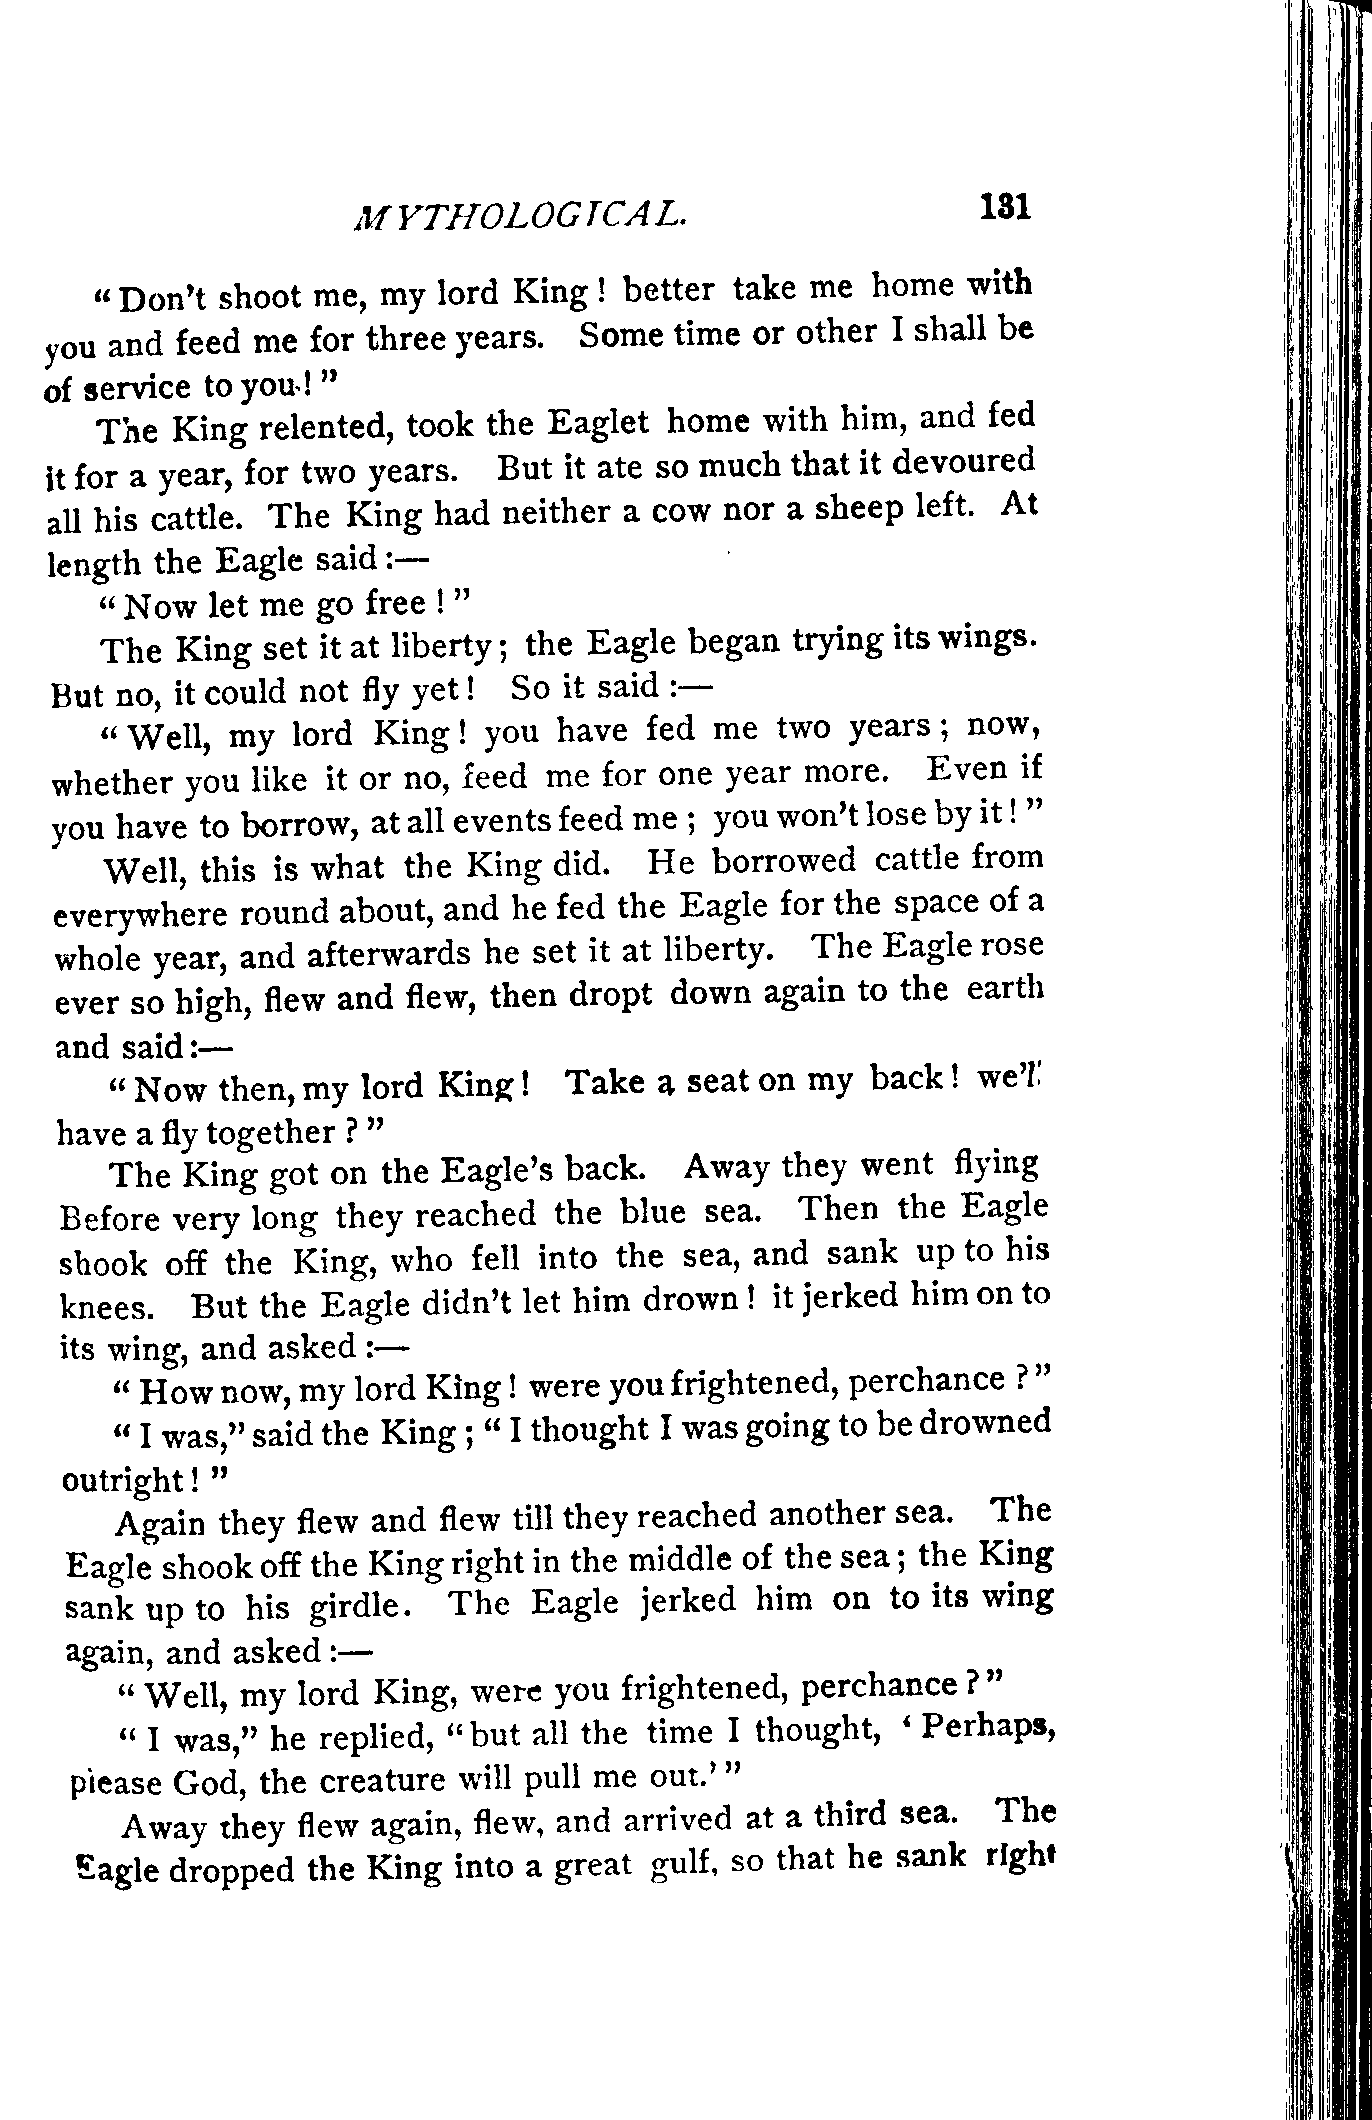 MYTHOLOGICAL. 131
"Don't shoot me, my lord King! better take me home with
you and feed me for three years. Some time or other I shall be
of service to you!"
The King relented, took the Eaglet home with him, and fed
it for a year, for two years. But it ate so much that it devoured
all his cattle. The King had neither a cow nor a sheep left. At
length the Eagle said:—
"Now let me go free!"
The King set it at liberty; the Eagle began trying its wings.
But no, it could not fly yet! So it said:—
"Well, my lord King! you have fed me two years; now,
whether you like it or no, feed me for one year more. Even if
you have to borrow, at all events feed me; you won't lose by it!"
Well, this is what the King did. He borrowed cattle from
everywhere round about, and he fed the Eagle for the space of a
whole year, and afterwards he set it at liberty. The Eagle rose
ever so high, flew and flew, then dropt down again to the earth
and said:—
"Now then, my lord King! Take a seat on my back! we'll
have a fly together?"
The King got on the Eagle's back. Away they went flying
Before very long they reached the blue sea. Then the Eagle
shook off the King, who fell into the sea, and sank up to his
knees. But the Eagle didn't let him drown! it jerked him on to
its wing, and asked:—
"How now, my lord King! were you frightened, perchance?"
"I was," said the King; "I thought I was going to be drowned
outright!"
Again they flew and flew till they reached another sea. The
Eagle shook off the King right in the middle of the sea; the King
sank up to his girdle. The Eagle jerked him on to its wing
again, and asked:—
"Well, my lord King, were you frightened, perchance?"
"I was," he replied, "but all the time I thought, 'Perhaps,
please God, the creature will pull me out.'"
Away they flew again, flew, and arrived at a third sea. The
Eagle dropped the King into a great gulf, so that he sank right